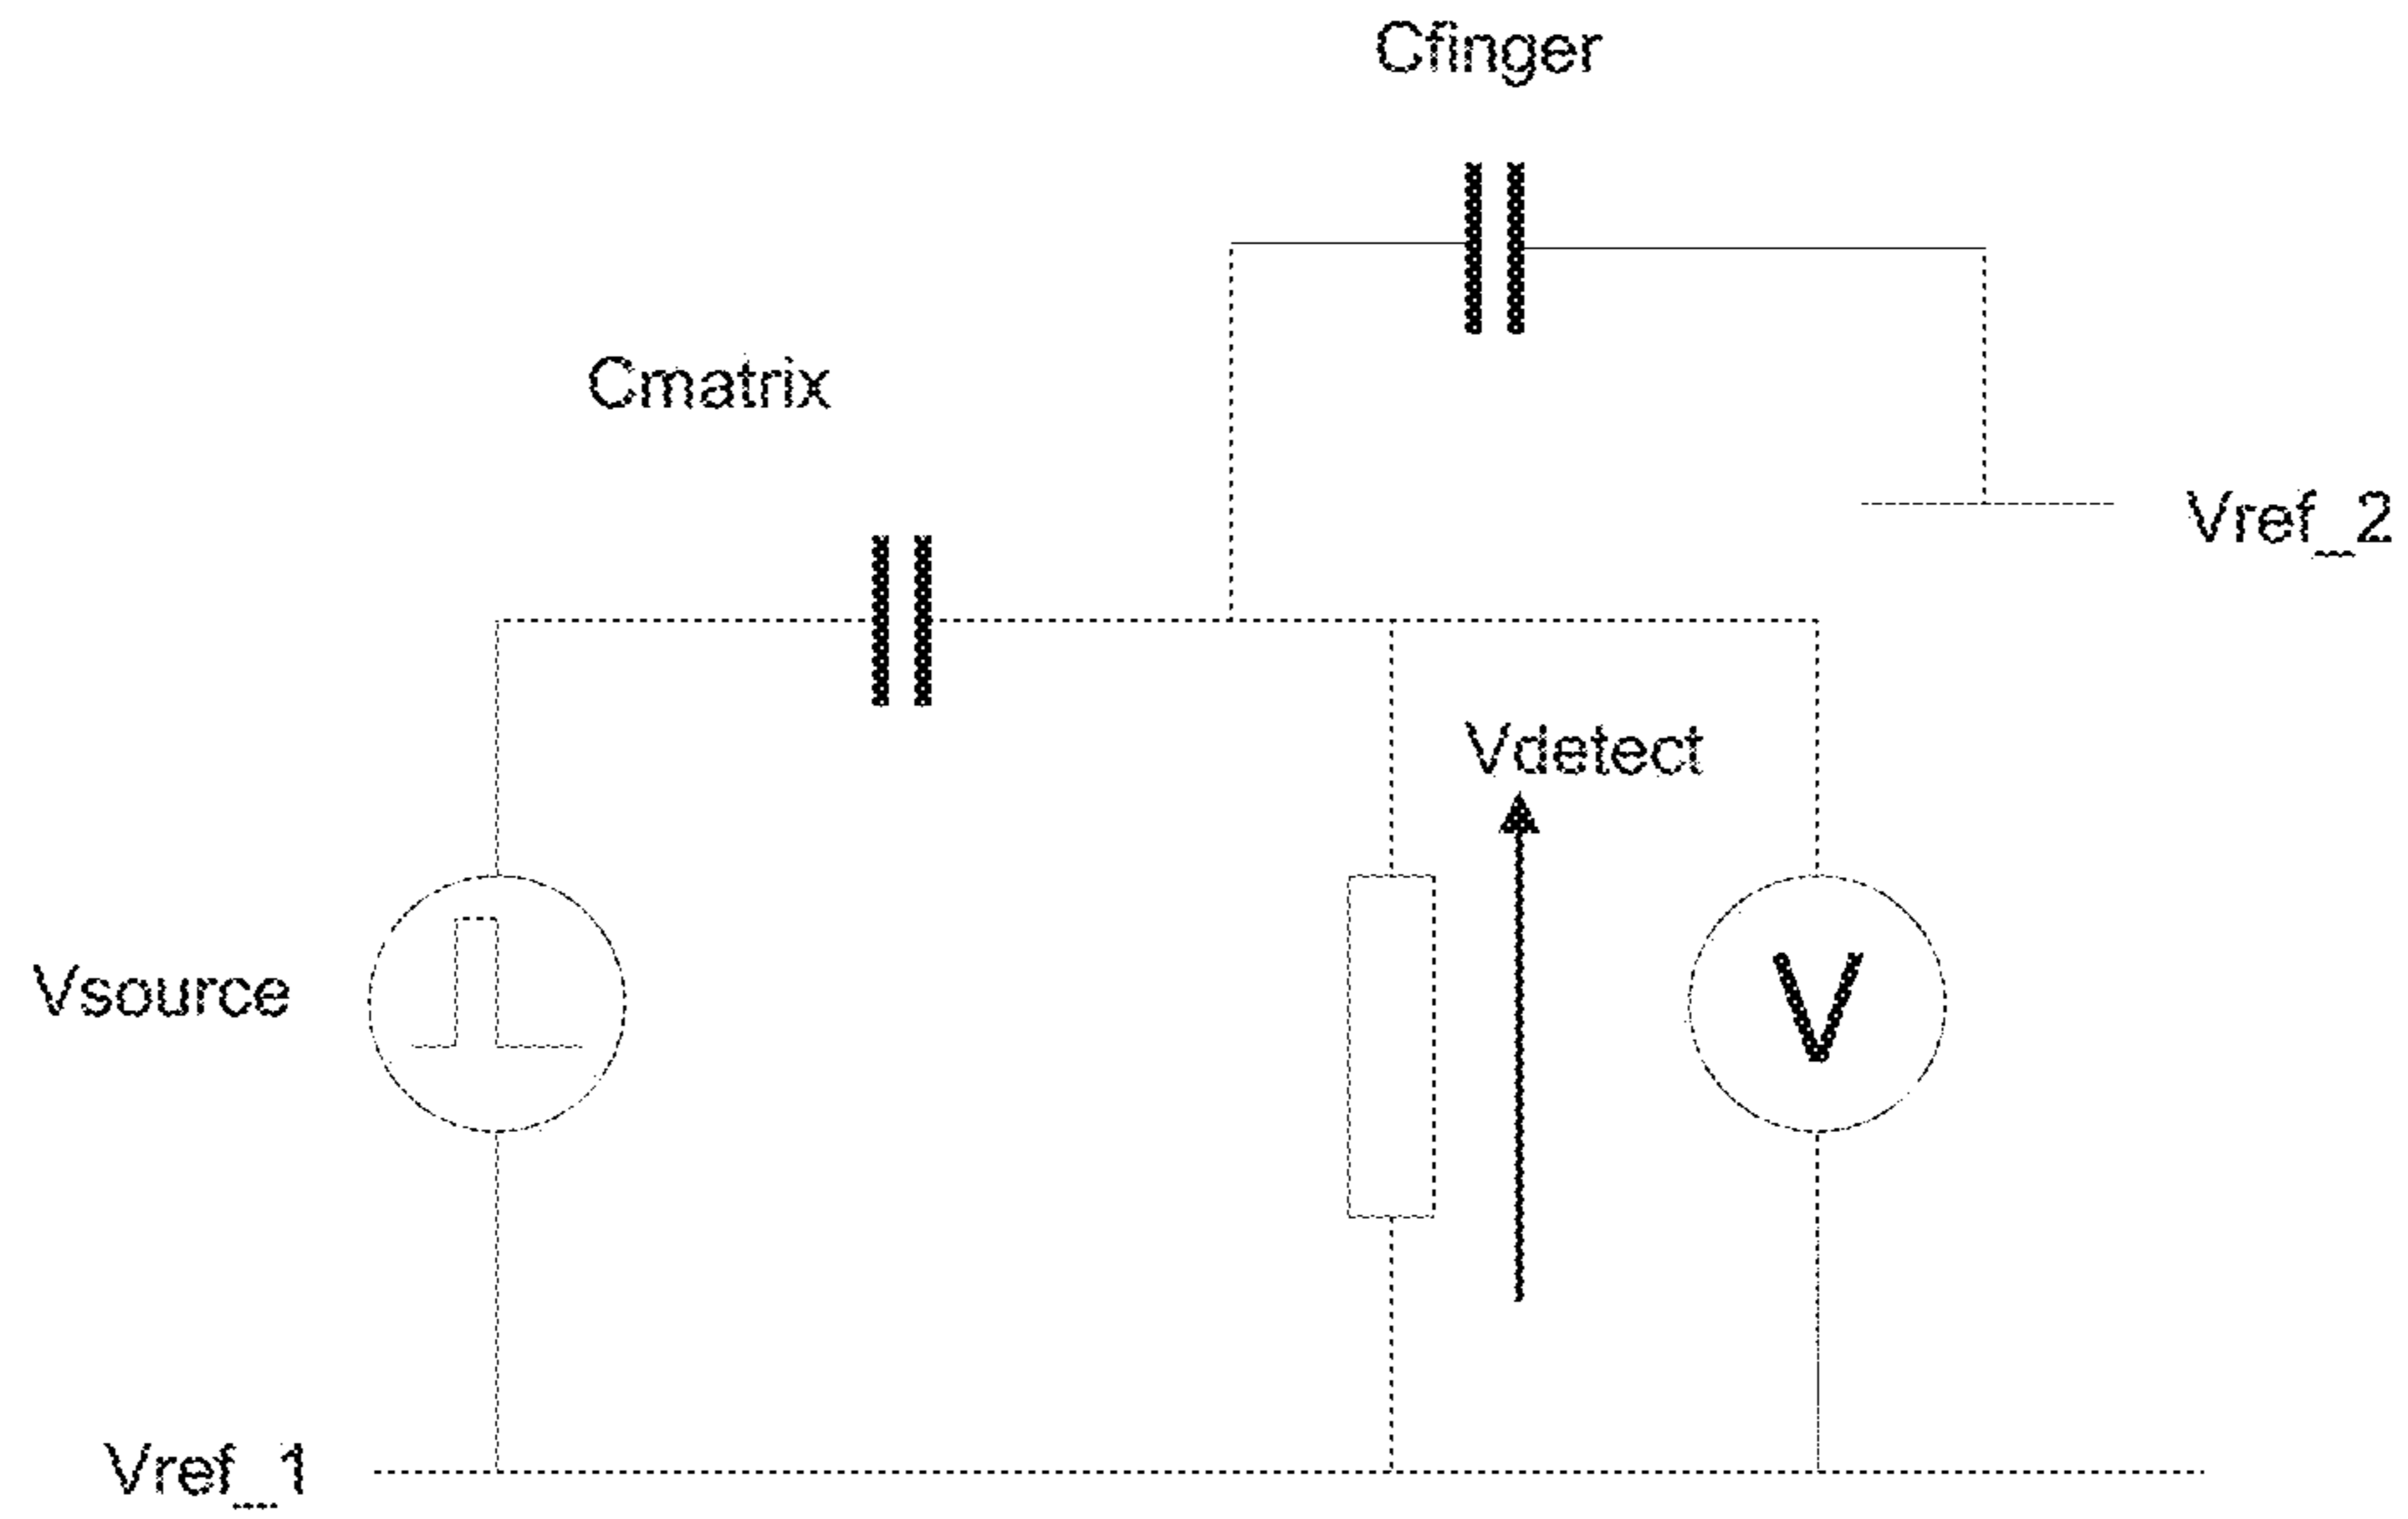 Cfinger
Cmatrix
Vref_2
Vdetect
Vsource
V
Vref_1